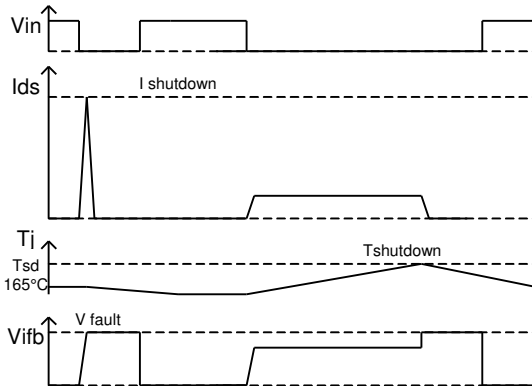 Vin
Ids
I shutdown
Tj
Tsd
165°C
Tshutdown
Vifb
V fault